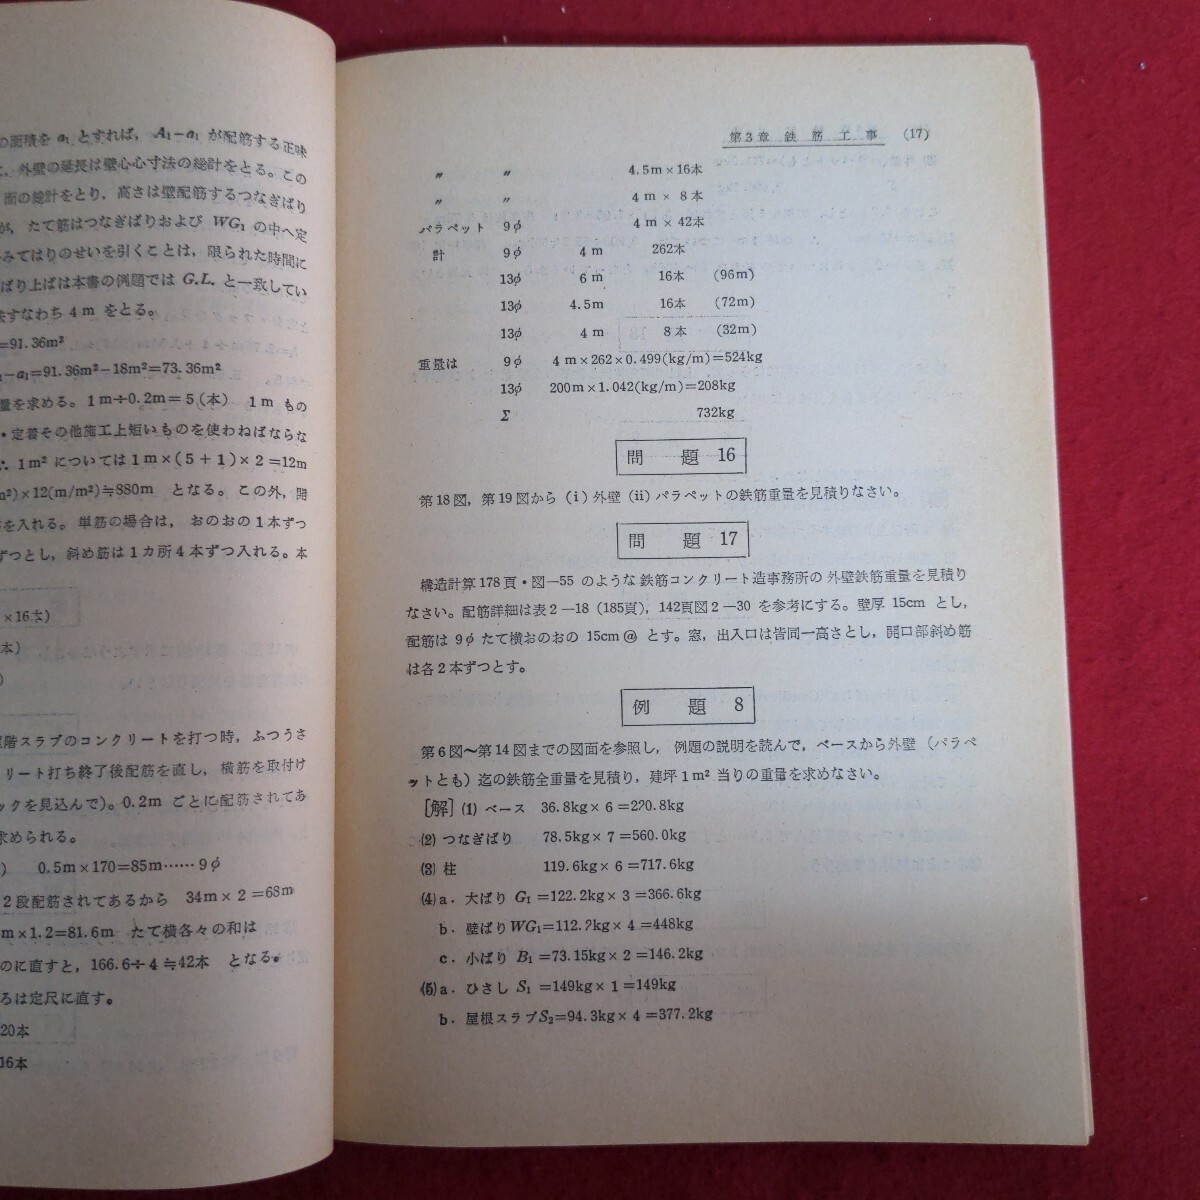 の面積を a₁ とすれば, A₁−a₁ が配筋する正味
, 外壁の延長は壁心心寸法の総計をとる。この
面の総計をとり, 高さは壁配筋するつなぎばり
が, たて筋はつなぎばりおよび WG₁ の中へ定
みてはりのせいを引くことは, 限られた時間に
ばり上ばは本書の例題では G.L. と一致してい
すなわち 4m をとる。
=91.36m²
₁−a₁=91.36m²−18m²=73.36m²
量を求める。 1m÷0.2m=5(本) 1m もの
・定着その他施工上短いものを使わねばならな
∴ 1m² については 1m×(5+1)×2=12m
m²)×12(m/m²)≒880m となる。この外, 開
を入れる。単筋の場合は, おのおの1本ずつ
ずつとし, 斜め筋は1カ所4本ずつ入れる。本
×16本)
本)
)
階スラブのコンクリートを打つ時, ふつうさ
リート打ち終了後配筋を直し, 横筋を取付け
ックを見込んで)。0.2m ごとに配筋されてあ
求められる。
) 0.5m×170=85m…… 9φ
2段配筋されてあるから 34m×2=68m
m×1.2=81.6m たて横各々の和は
のに直すと, 166.6÷4≒42本 となる。
ろは定尺に直す。
20本
16本
第3章 鉄筋工事 (17)
〃 〃 4.5m×16本
〃 〃 4m×8本
パラペット 9φ 4m×42本
計 9φ 4m 262本
13φ 6m 16本 (96m)
13φ 4.5m 16本 (72m)
13φ 4m 8本 (32m)
重量は 9φ 4m×262×0.499(kg/m)=524kg
13φ 200m×1.042(kg/m)=208kg
Σ 732kg
問題 16
第18図, 第19図から (i) 外壁 (ii) パラペットの鉄筋重量を見積りなさい。
問題 17
構造計算178頁・図—55 のような 鉄筋コンクリート造事務所の 外壁鉄筋重量を見積り
なさい。配筋詳細は表2—18 (185頁), 142頁図2—30 を参考にする。壁厚 15cm とし,
配筋は 9φ たて横おのおの 15cm@ とす。窓, 出入口は皆同一高さとし, 開口部斜め筋
は各2本ずつとす。
例題 8
第6図〜第14図までの図面を参照し, 例題の説明を読んで, ベースから外壁 (パラペ
ットとも) 迄の鉄筋全重量を見積り, 建坪1m² 当りの重量を求めなさい。
[解] (1) ベース 36.8kg×6=220.8kg
(2) つなぎばり 78.5kg×7=560.0kg
(3) 柱 119.6kg×6=717.6kg
(4) a. 大ばり G₁=122.2kg×3=366.6kg
b. 壁ばり WG₁=112.?kg×4=448kg
c. 小ばり B₁=73.15kg×2=146.2kg
(5) a. ひさし S₁=149kg×1=149kg
b. 屋根スラブ S₂=94.3kg×4=377.2kg